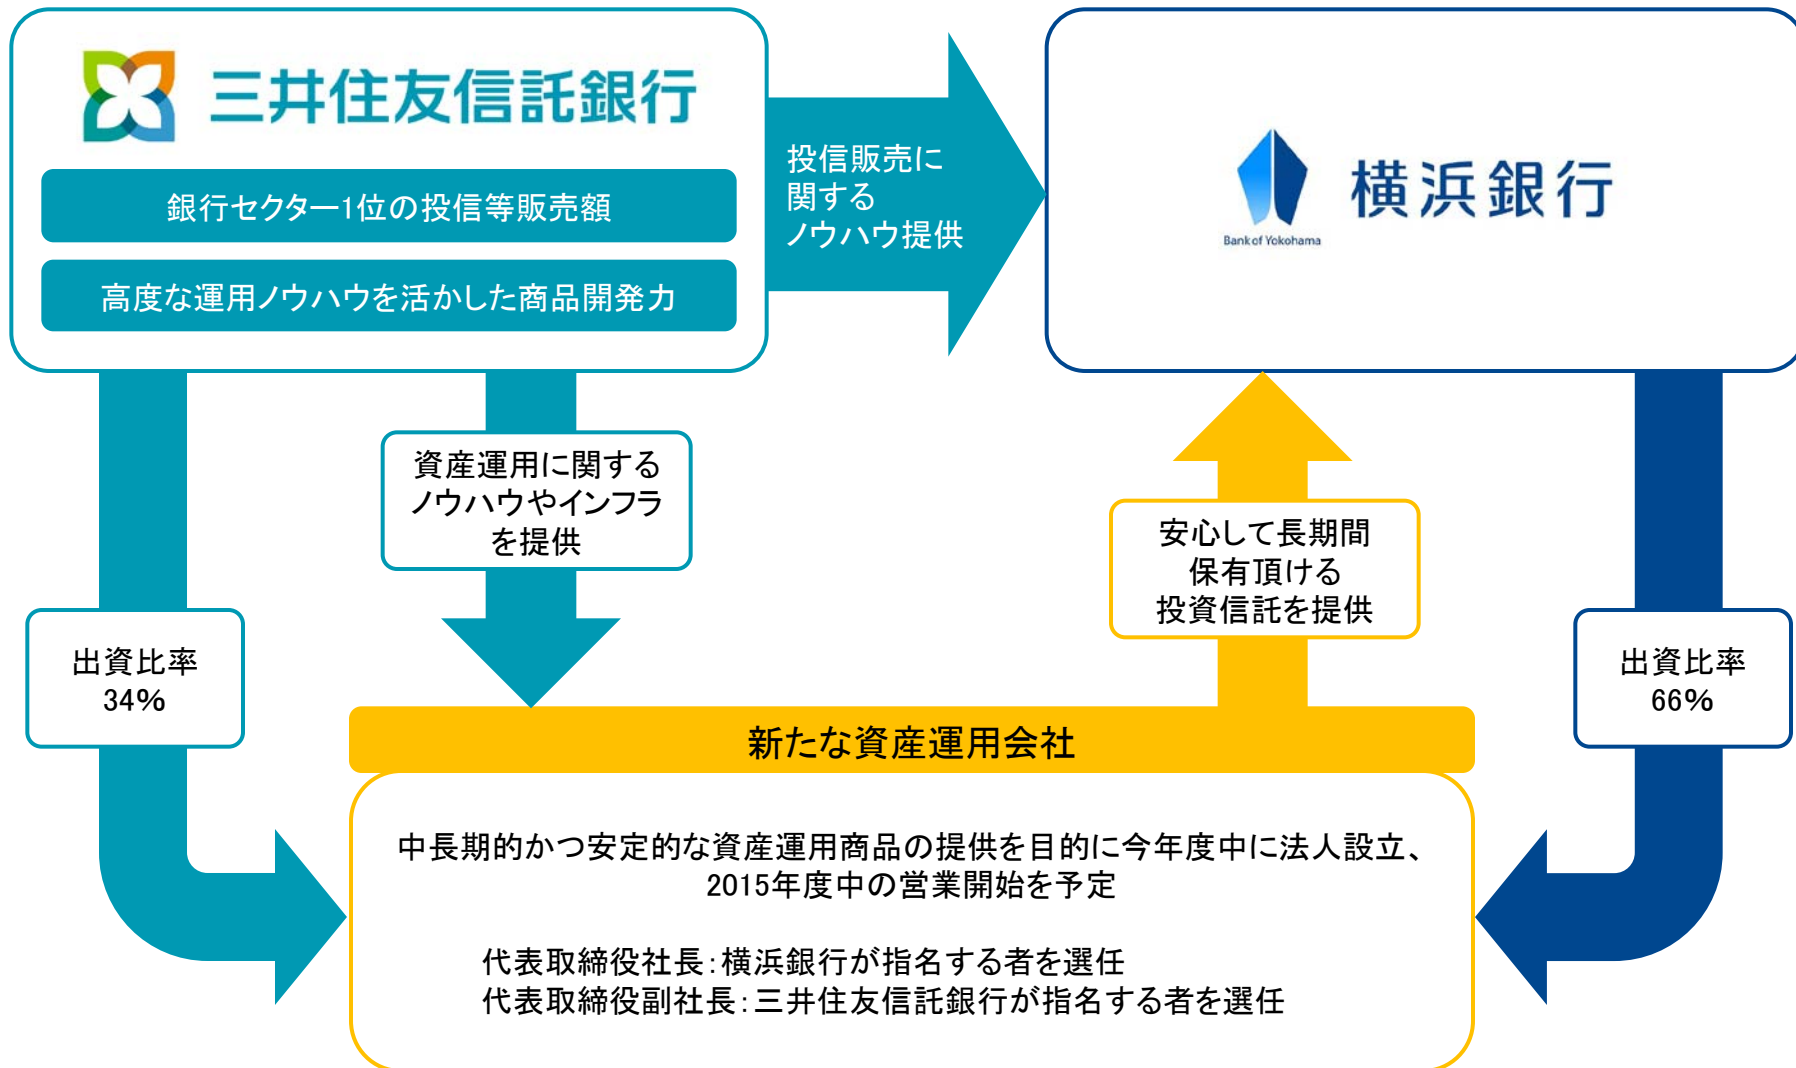 三井住友信託銀行
銀行セクター1位の投信等販売額
高度な運用ノウハウを活かした商品開発力
投信販売に
関する
ノウハウ提供
Bank of Yokohama
横浜銀行
資産運用に関する
ノウハウやインフラ
を提供
安心して長期間
保有頂ける
投資信託を提供
出資比率
34%
出資比率
66%
新たな資産運用会社
中長期的かつ安定的な資産運用商品の提供を目的に今年度中に法人設立、
2015年度中の営業開始を予定
代表取締役社長:横浜銀行が指名する者を選任
代表取締役副社長:三井住友信託銀行が指名する者を選任